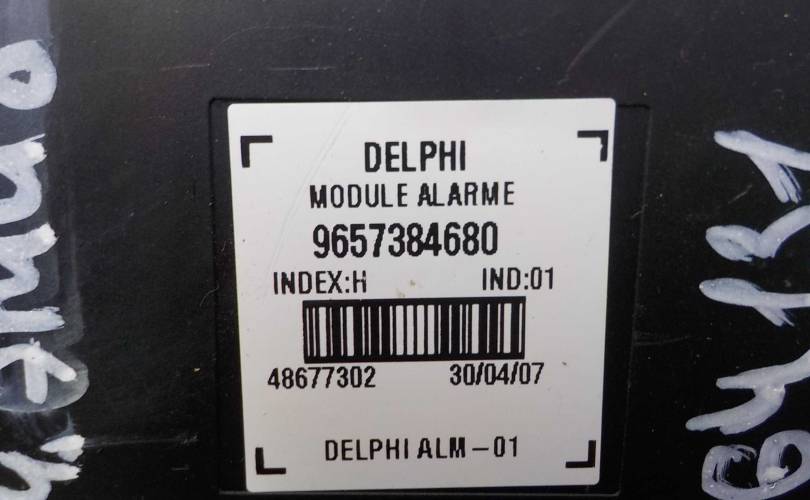 DELPHI
MODULE ALARME
9657384680
INDEX:H IND:01
48677302 30/04/07
DELPHI ALM-01